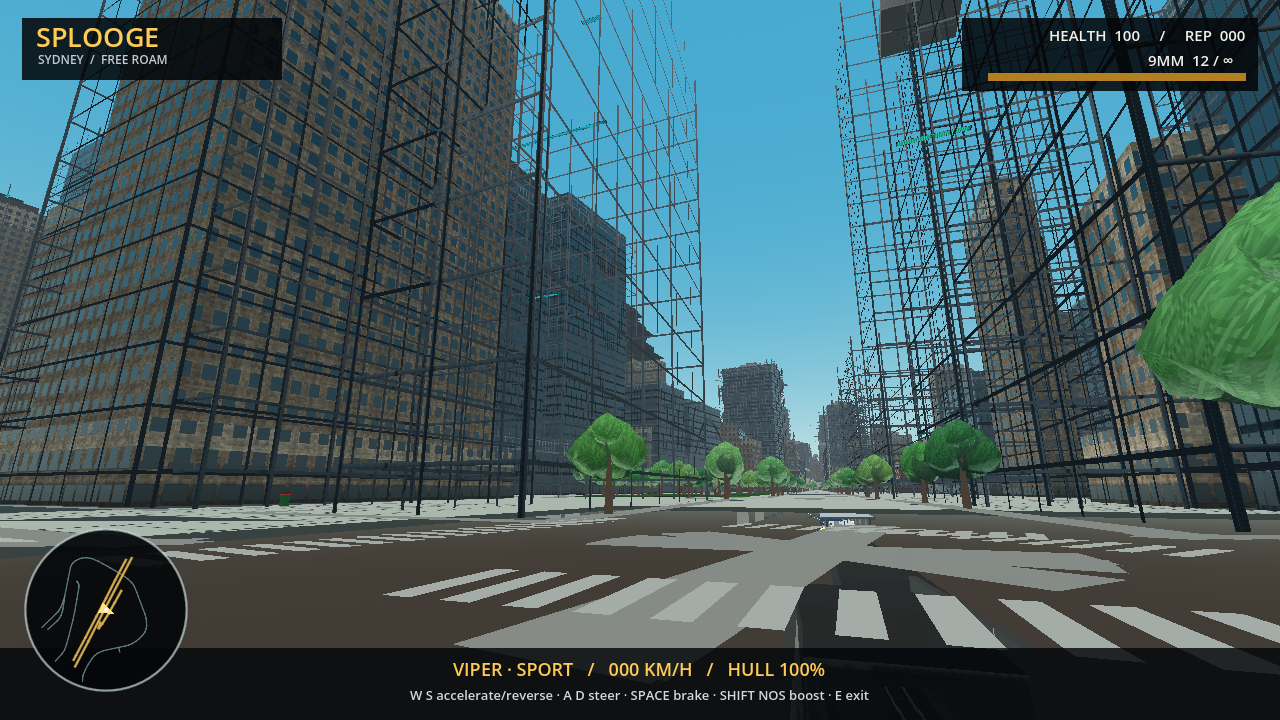 SPLOOGE
SYDNEY / FREE ROAM
HEALTH 100 / REP 000
9MM 12 / ∞
VIPER · SPORT / 000 KM/H / HULL 100%
W S accelerate/reverse · A D steer · SPACE brake · SHIFT NOS boost · E exit